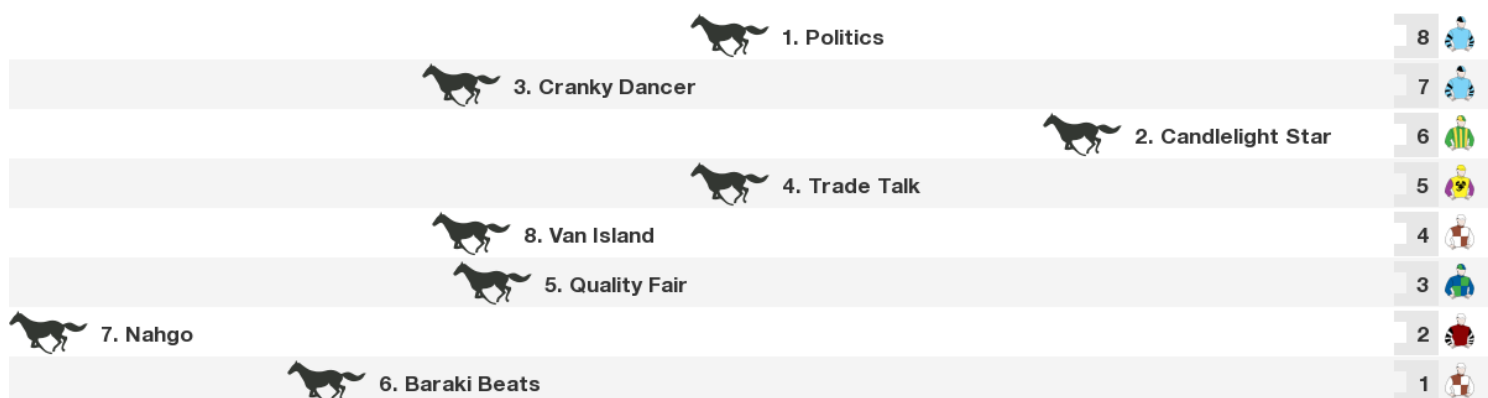 1. Politics 8
3. Cranky Dancer 7
2. Candlelight Star 6
4. Trade Talk 5
8. Van Island 4
5. Quality Fair 3
7. Nahgo 2
6. Baraki Beats 1